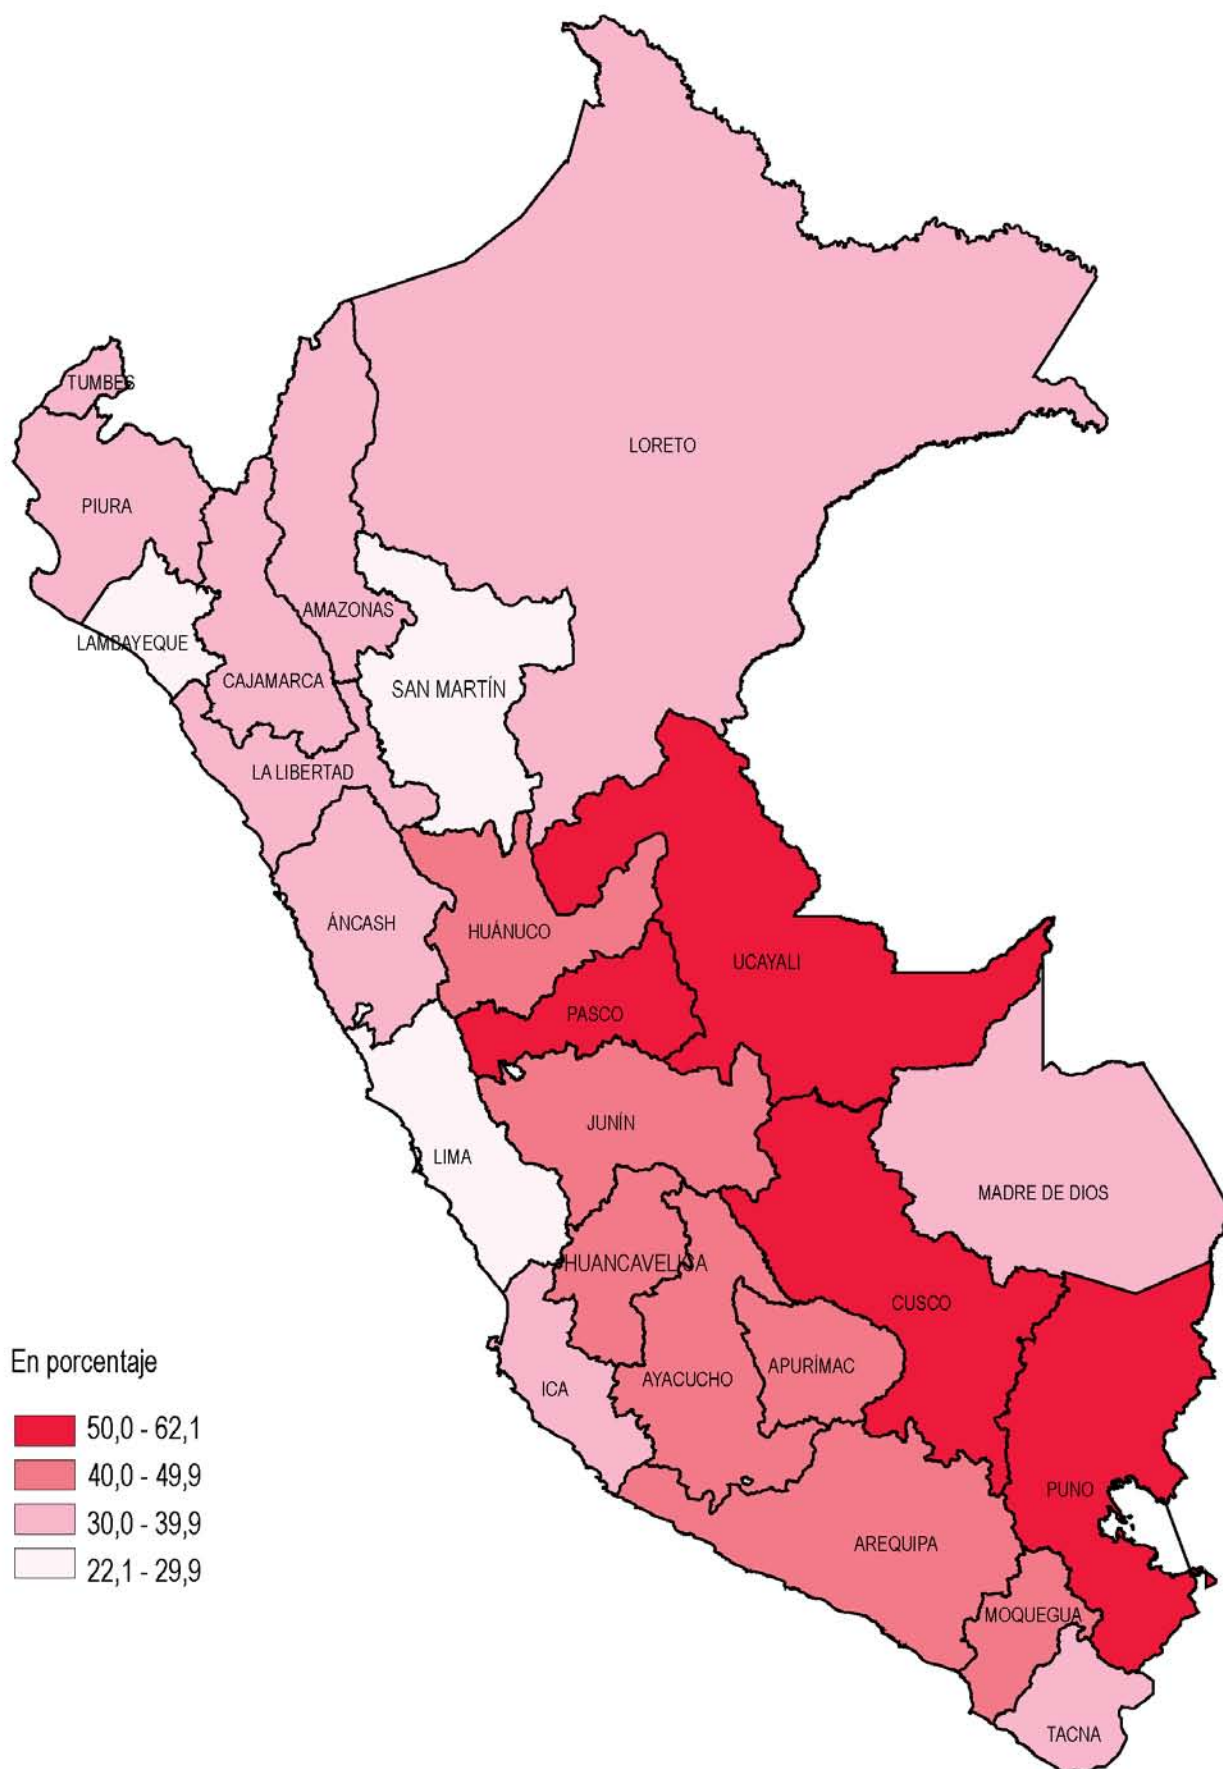 TUMBES
LORETO
PIURA
AMAZONAS
LAMBAYEQUE
CAJAMARCA
SAN MARTÍN
LA LIBERTAD
ÁNCASH
HUÁNUCO
UCAYALI
PASCO
JUNÍN
LIMA
MADRE DE DIOS
HUANCAVELICA
CUSCO
APURÍMAC
AYACUCHO
ICA
PUNO
AREQUIPA
MOQUEGUA
TACNA
En porcentaje
50,0 - 62,1
40,0 - 49,9
30,0 - 39,9
22,1 - 29,9